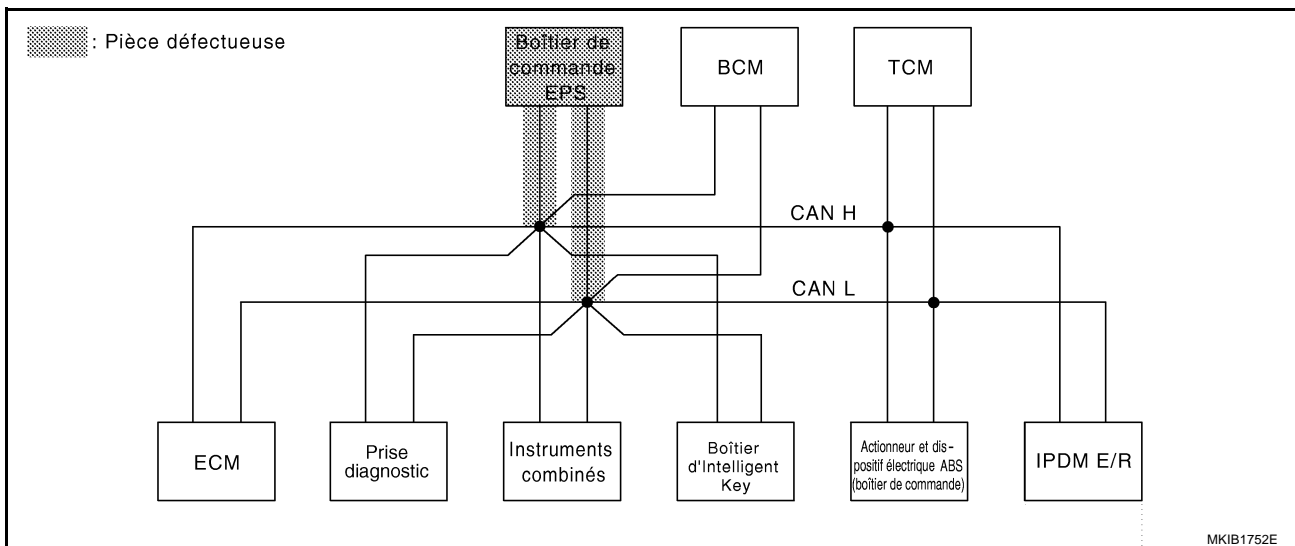 : Pièce défectueuse
Boîtier de
commande
EPS
BCM
TCM
CAN H
CAN L
ECM
Prise
diagnostic
Instruments
combinés
Boîtier
d'Intelligent
Key
Actionneur et dis-
positif électrique ABS
(boîtier de commande)
IPDM E/R
MKIB1752E